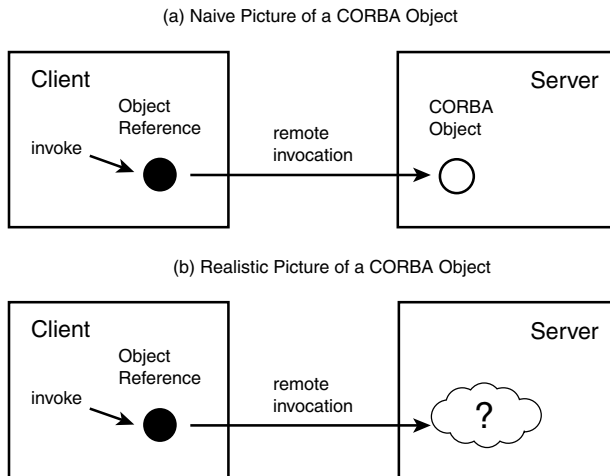 (a) Naive Picture of a CORBA Object
Client
Server
Object
Reference
CORBA
Object
invoke
remote
invocation
(b) Realistic Picture of a CORBA Object
Client
Server
Object
Reference
invoke
remote
invocation
?